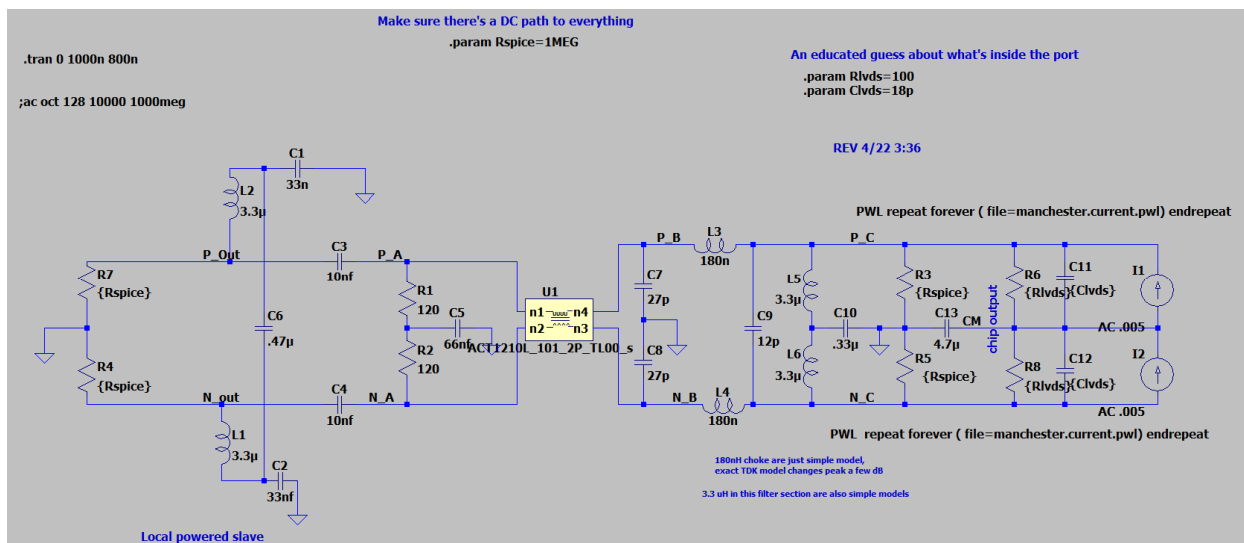 Make sure there's a DC path to everything
.param Rspice=1MEG
.tran 0 1000n 800n
An educated guess about what's inside the port
.param Rlvds=100
.param Clvds=18p
;ac oct 128 10000 1000meg
REV 4/22 3:36
C1
33n
L2
3.3µ
PWL repeat forever ( file=manchester.current.pwl) endrepeat
P_Out
C3
10nf
P_A
P_B
L3
180n
P_C
R7
{Rspice}
R1
120
C7
27p
L5
3.3µ
R3
{Rspice}
R6
{Rlvds}
C11
{Clvds}
I1
U1
n1
n4
n2
n3
ACT1210L_101_2P_TL00_s
C6
.47µ
C5
66nf
C9
12p
C10
.33µ
C13
4.7µ
CM
chip output
AC .005
R4
{Rspice}
R2
120
C8
27p
L6
3.3µ
R5
{Rspice}
R8
{Rlvds}
C12
{Clvds}
I2
N_out
C4
10nf
N_A
N_B
L4
180n
N_C
AC .005
L1
3.3µ
PWL repeat forever ( file=manchester.current.pwl) endrepeat
C2
33nf
180nH choke are just simple model,
exact TDK model changes peak a few dB
3.3 uH in this filter section are also simple models
Local powered slave